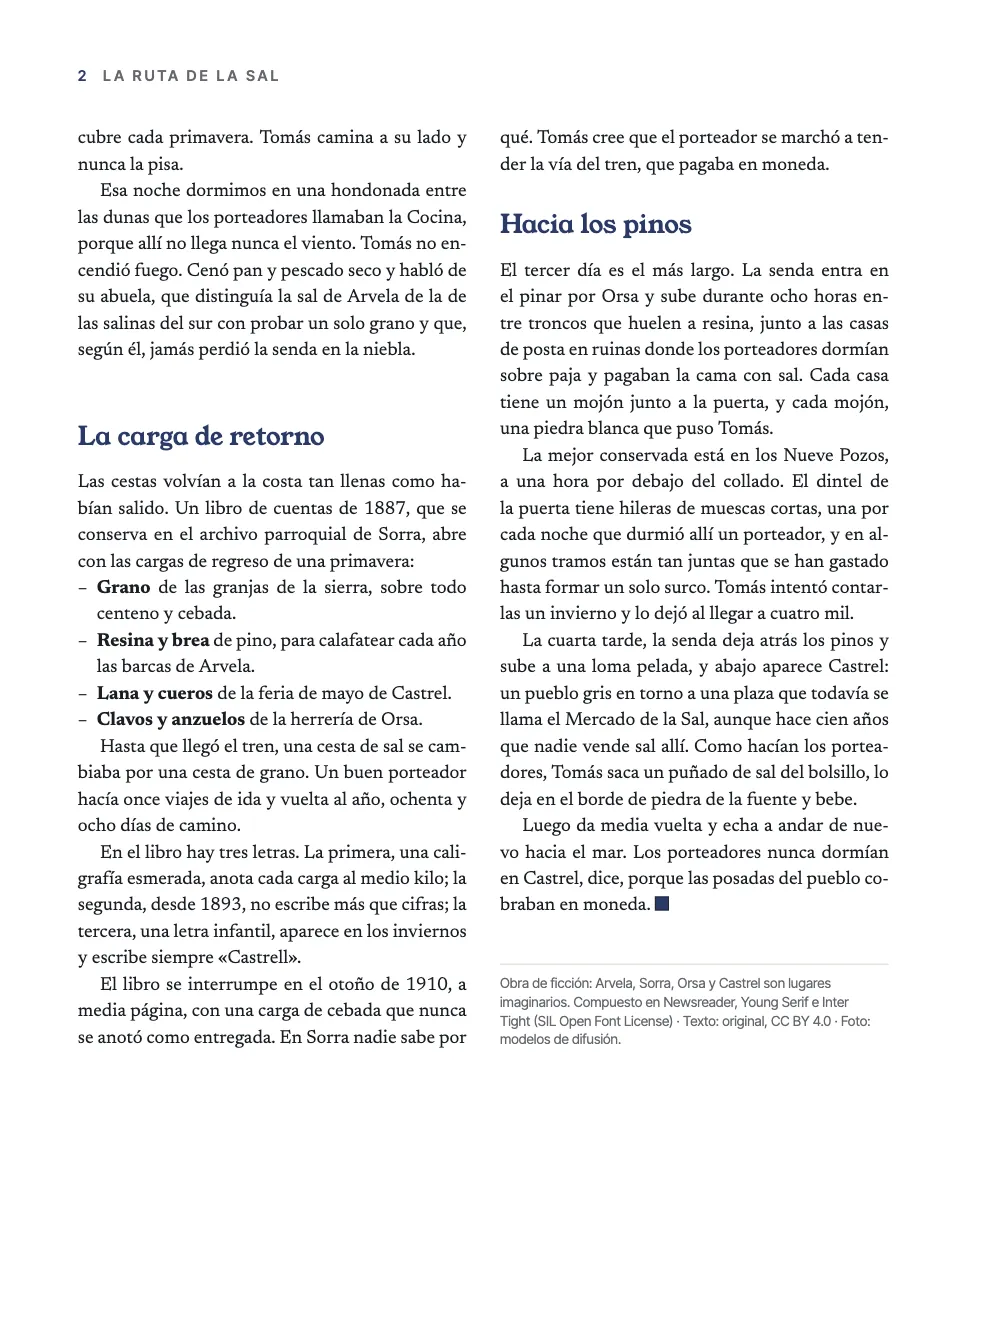 2 LA RUTA DE LA SAL
cubre cada primavera. Tomás camina a su lado y
nunca la pisa.
Esa noche dormimos en una hondonada entre
las dunas que los porteadores llamaban la Cocina,
porque allí no llega nunca el viento. Tomás no en-
cendió fuego. Cenó pan y pescado seco y habló de
su abuela, que distinguía la sal de Arvela de la de
las salinas del sur con probar un solo grano y que,
según él, jamás perdió la senda en la niebla.
La carga de retorno
Las cestas volvían a la costa tan llenas como ha-
bían salido. Un libro de cuentas de 1887, que se
conserva en el archivo parroquial de Sorra, abre
con las cargas de regreso de una primavera:
– Grano de las granjas de la sierra, sobre todo
centeno y cebada.
– Resina y brea de pino, para calafatear cada año
las barcas de Arvela.
– Lana y cueros de la feria de mayo de Castrel.
– Clavos y anzuelos de la herrería de Orsa.
Hasta que llegó el tren, una cesta de sal se cam-
biaba por una cesta de grano. Un buen porteador
hacía once viajes de ida y vuelta al año, ochenta y
ocho días de camino.
En el libro hay tres letras. La primera, una cali-
grafía esmerada, anota cada carga al medio kilo; la
segunda, desde 1893, no escribe más que cifras; la
tercera, una letra infantil, aparece en los inviernos
y escribe siempre «Castrell».
El libro se interrumpe en el otoño de 1910, a
media página, con una carga de cebada que nunca
se anotó como entregada. En Sorra nadie sabe por
qué. Tomás cree que el porteador se marchó a ten-
der la vía del tren, que pagaba en moneda.
Hacia los pinos
El tercer día es el más largo. La senda entra en
el pinar por Orsa y sube durante ocho horas en-
tre troncos que huelen a resina, junto a las casas
de posta en ruinas donde los porteadores dormían
sobre paja y pagaban la cama con sal. Cada casa
tiene un mojón junto a la puerta, y cada mojón,
una piedra blanca que puso Tomás.
La mejor conservada está en los Nueve Pozos,
a una hora por debajo del collado. El dintel de
la puerta tiene hileras de muescas cortas, una por
cada noche que durmió allí un porteador, y en al-
gunos tramos están tan juntas que se han gastado
hasta formar un solo surco. Tomás intentó contar-
las un invierno y lo dejó al llegar a cuatro mil.
La cuarta tarde, la senda deja atrás los pinos y
sube a una loma pelada, y abajo aparece Castrel:
un pueblo gris en torno a una plaza que todavía se
llama el Mercado de la Sal, aunque hace cien años
que nadie vende sal allí. Como hacían los portea-
dores, Tomás saca un puñado de sal del bolsillo, lo
deja en el borde de piedra de la fuente y bebe.
Luego da media vuelta y echa a andar de nue-
vo hacia el mar. Los porteadores nunca dormían
en Castrel, dice, porque las posadas del pueblo co-
braban en moneda.
Obra de ficción: Arvela, Sorra, Orsa y Castrel son lugares
imaginarios. Compuesto en Newsreader, Young Serif e Inter
Tight (SIL Open Font License) · Texto: original, CC BY 4.0 · Foto:
modelos de difusión.